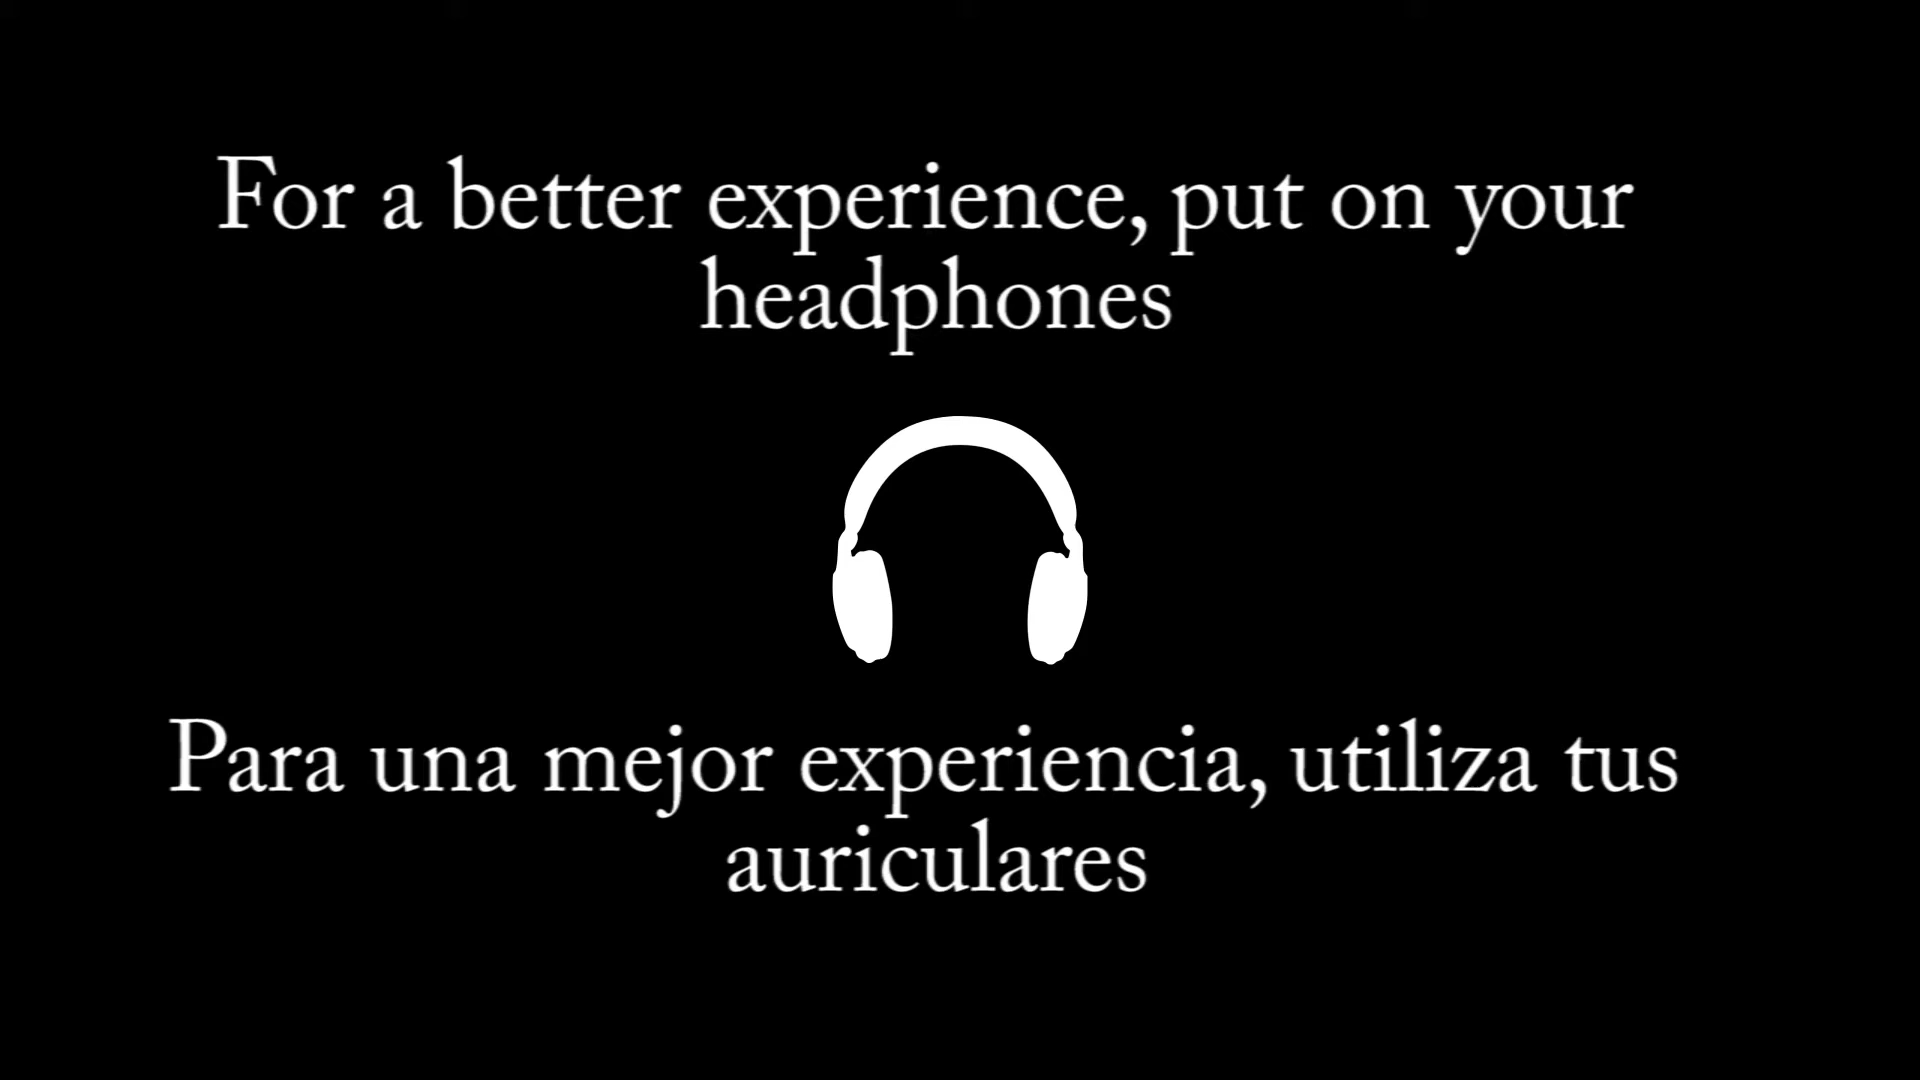 For a better experience, put on your
headphones
Para una mejor experiencia, utiliza tus
auriculares